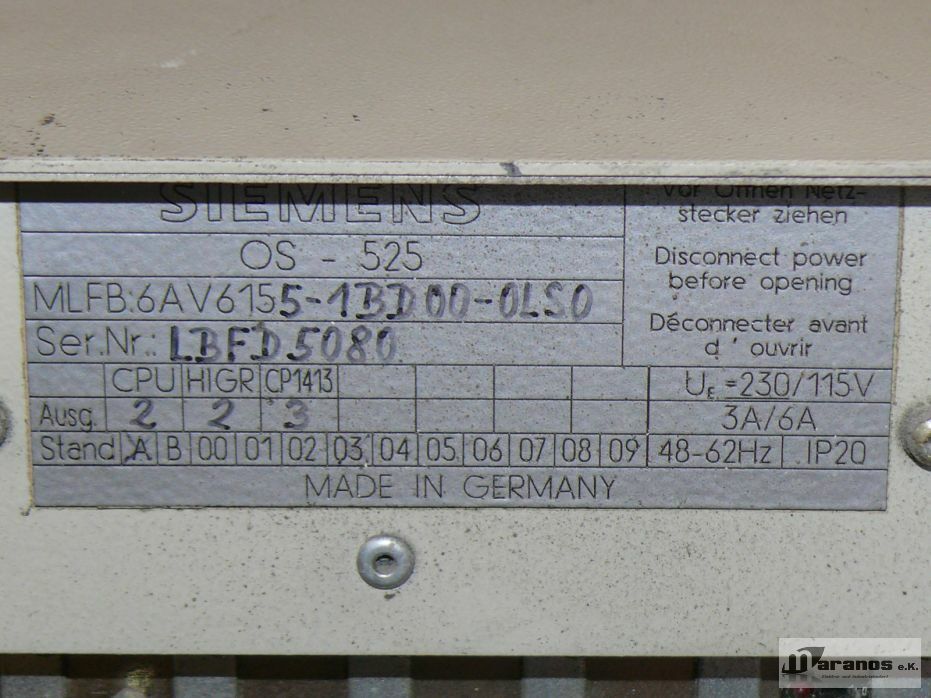 SIEMENS
OS - 525
MLFB:6AV6155-1BD00-0LS0
Ser.Nr.: LBFD5080
Vor Öffnen Netz-
stecker ziehen
Disconnect power
before opening
Déconnecter avant
d'ouvrir
CPU HIGR CP1413
Ausg. 2 2 3
Stand A B 00 01 02 03 04 05 06 07 08 09
UE=230/115V
3A/6A
48-62Hz IP20
MADE IN GERMANY
Maranos e.K.